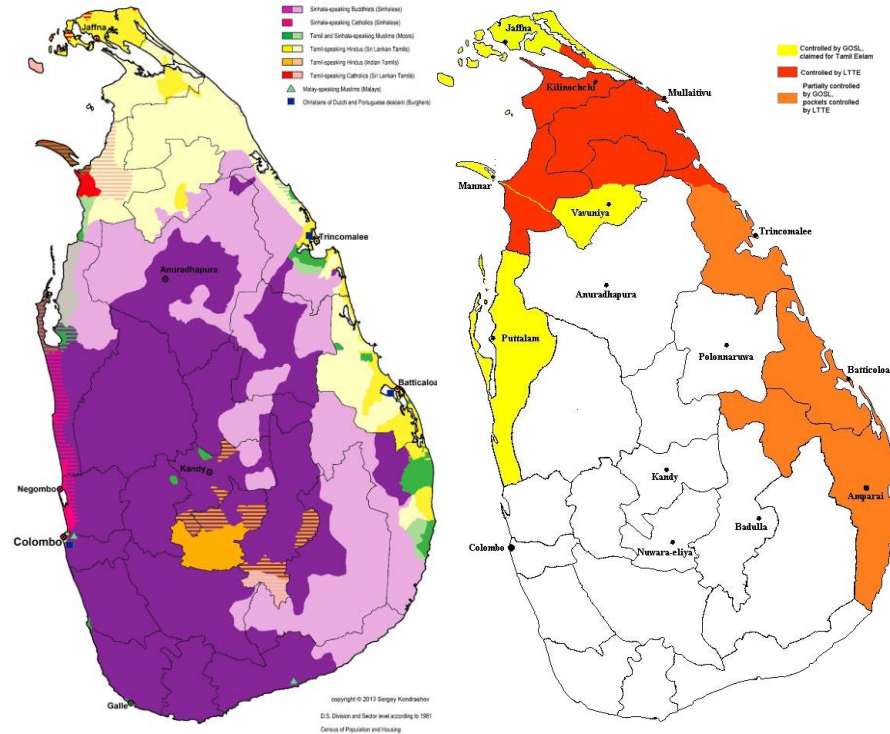 Sinhala-speaking Buddhists (Sinhalese)
Sinhala-speaking Catholics (Sinhalese)
Tamil and Sinhala-speaking Muslims (Moors)
Tamil-speaking Hindus (Sri Lankan Tamils)
Tamil-speaking Hindus (Indian Tamils)
Tamil-speaking Catholics (Sri Lankan Tamils)
Malay-speaking Muslims (Malays)
Christians of Dutch and Portuguese descent (Burghers)
Jaffna
Trincomalee
Anuradhapura
Batticaloa
Kandy
Negombo
Colombo
Galle
copyright © 2013 Sergey Kondrashov
D.S. Division and Sector level according to 1981
Census of Population and Housing
Controlled by GOSL,
claimed for Tamil Eelam
Controlled by LTTE
Partially controlled
by GOSL,
pockets controlled
by LTTE
Jaffna
Kilinochchi
Mullaitivu
Mannar
Vavuniya
Trincomalee
Anuradhapura
Puttalam
Polonnaruwa
Batticoloa
Kandy
Amparai
Badulla
Colombo
Nuwara-eliya